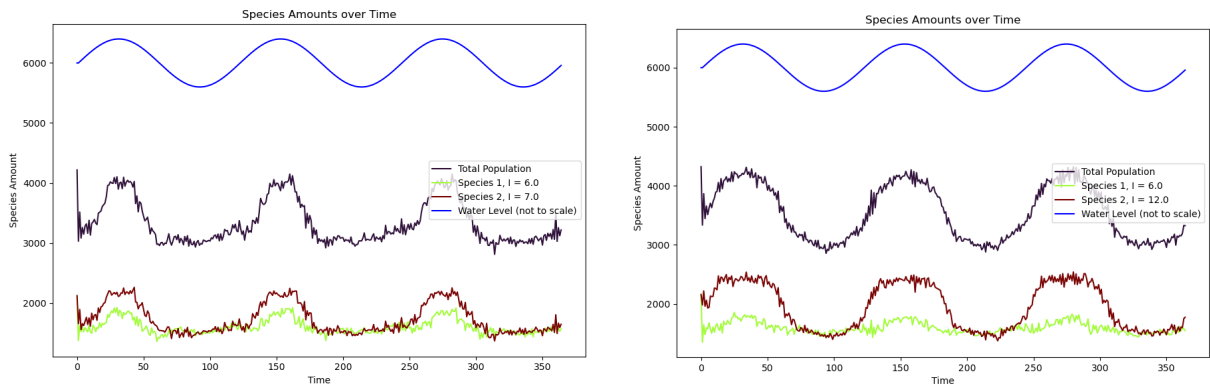 Species Amounts over Time
6000
5000
4000
3000
2000
Species Amount
Total Population
Species 1, I = 6.0
Species 2, I = 7.0
Water Level (not to scale)
0 50 100 150 200 250 300 350
Time
Species Amounts over Time
6000
5000
4000
3000
2000
Species Amount
Total Population
Species 1, I = 6.0
Species 2, I = 12.0
Water Level (not to scale)
0 50 100 150 200 250 300 350
Time